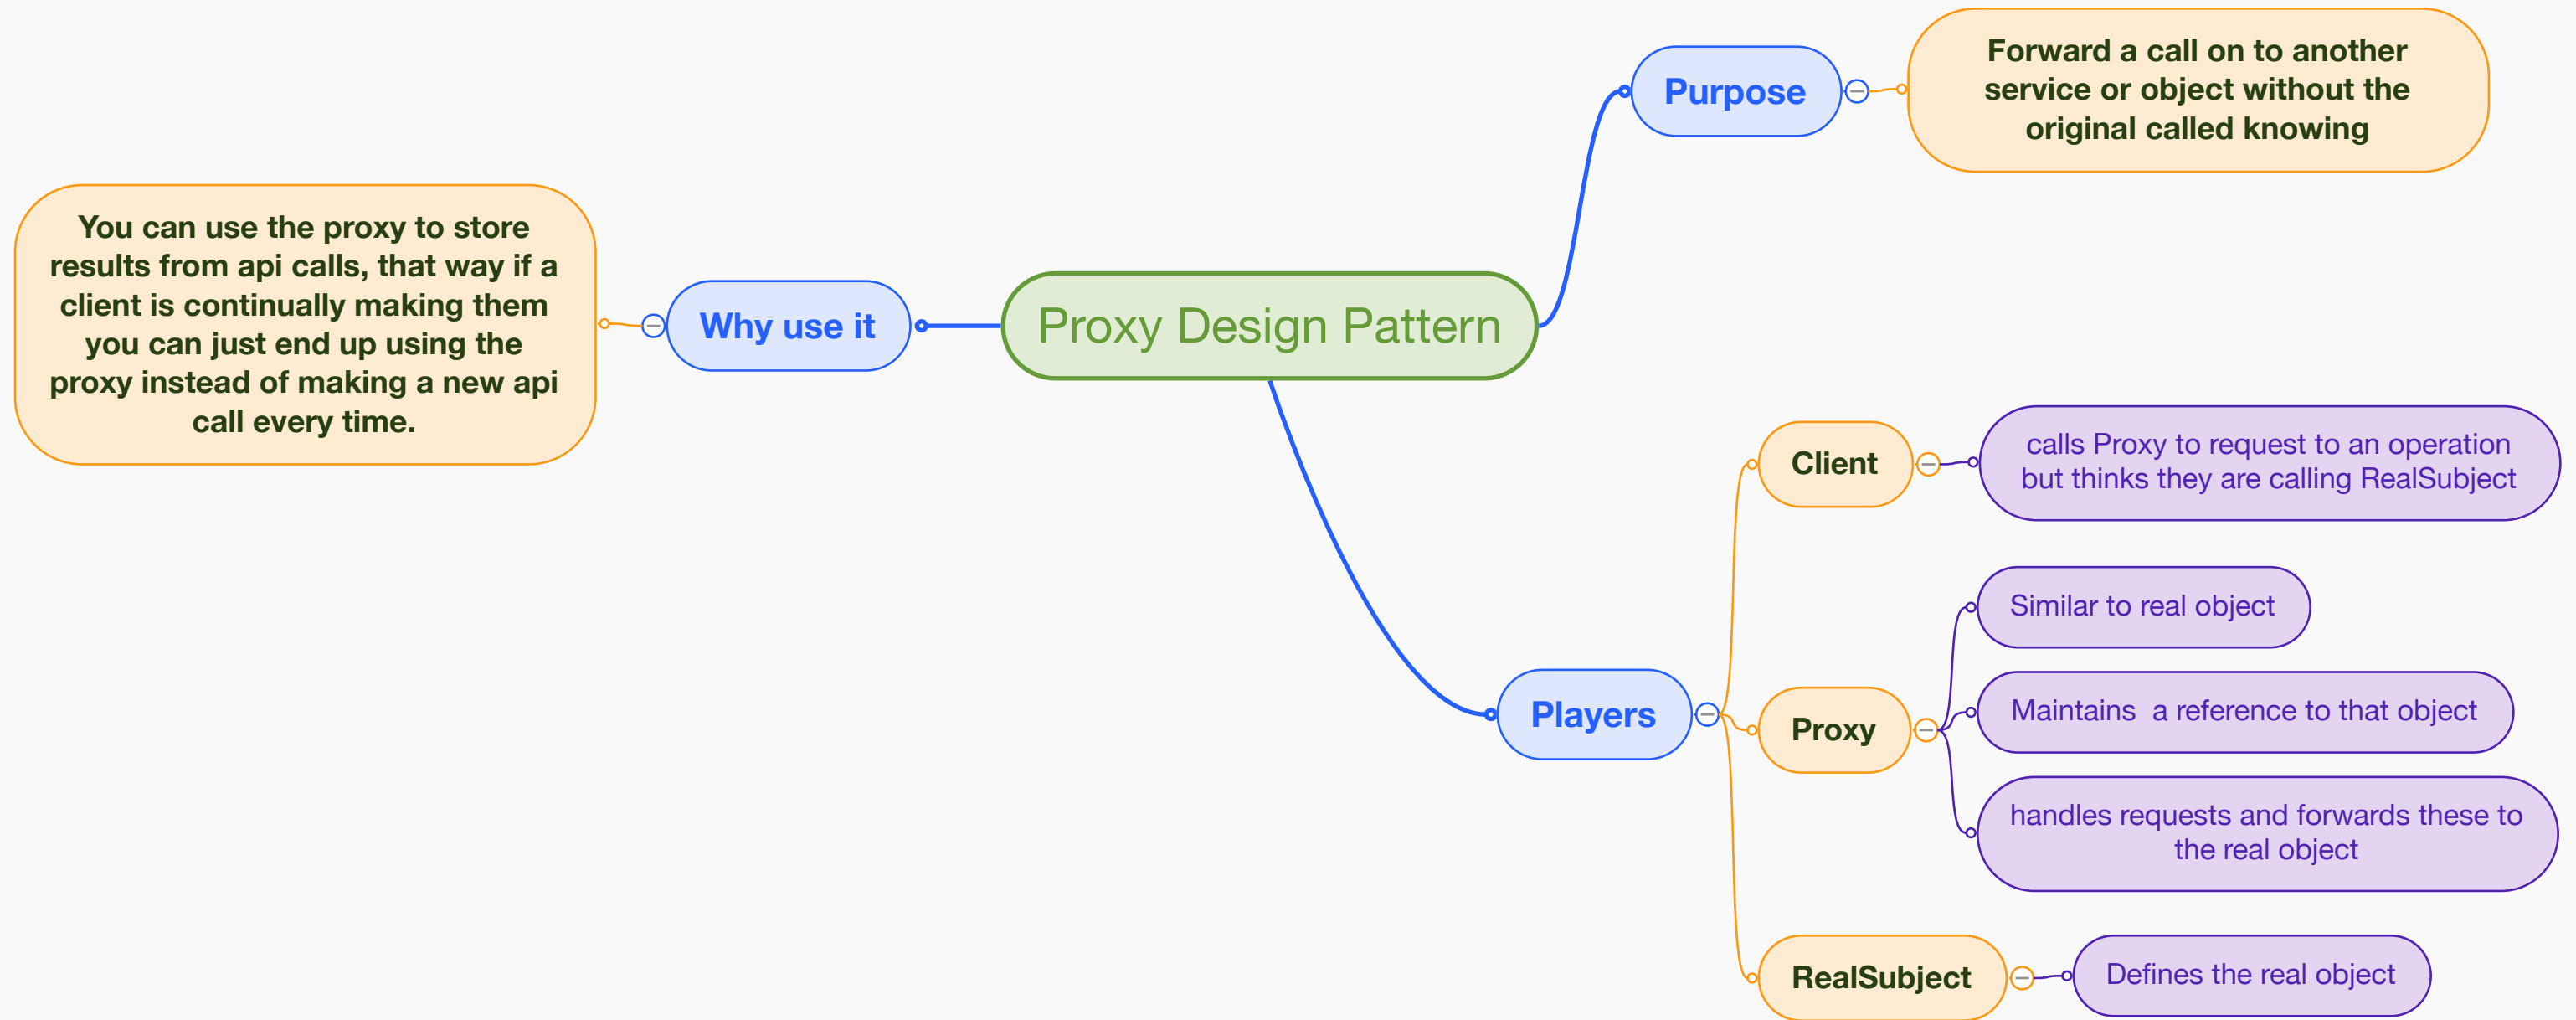 Proxy Design Pattern
Purpose
Forward a call on to another
service or object without the
original called knowing
Why use it
You can use the proxy to store
results from api calls, that way if a
client is continually making them
you can just end up using the
proxy instead of making a new api
call every time.
Players
Client
calls Proxy to request to an operation
but thinks they are calling RealSubject
Proxy
Similar to real object
Maintains  a reference to that object
handles requests and forwards these to
the real object
RealSubject
Defines the real object